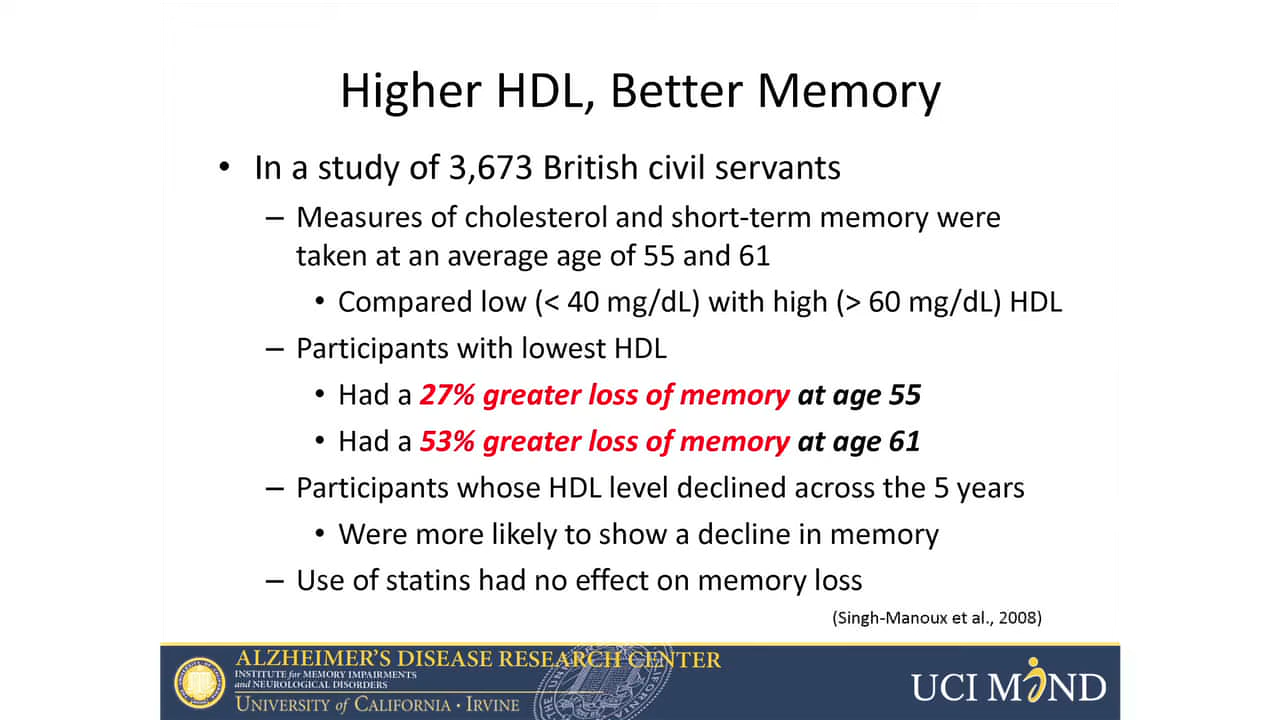 Higher HDL, Better Memory
• In a study of 3,673 British civil servants
– Measures of cholesterol and short-term memory were
taken at an average age of 55 and 61
• Compared low (< 40 mg/dL) with high (> 60 mg/dL) HDL
– Participants with lowest HDL
• Had a 27% greater loss of memory at age 55
• Had a 53% greater loss of memory at age 61
– Participants whose HDL level declined across the 5 years
• Were more likely to show a decline in memory
– Use of statins had no effect on memory loss
(Singh-Manoux et al., 2008)
ALZHEIMER'S DISEASE RESEARCH CENTER
INSTITUTE for MEMORY IMPAIRMENTS
and NEUROLOGICAL DISORDERS
UNIVERSITY of CALIFORNIA • IRVINE
UCI MIND